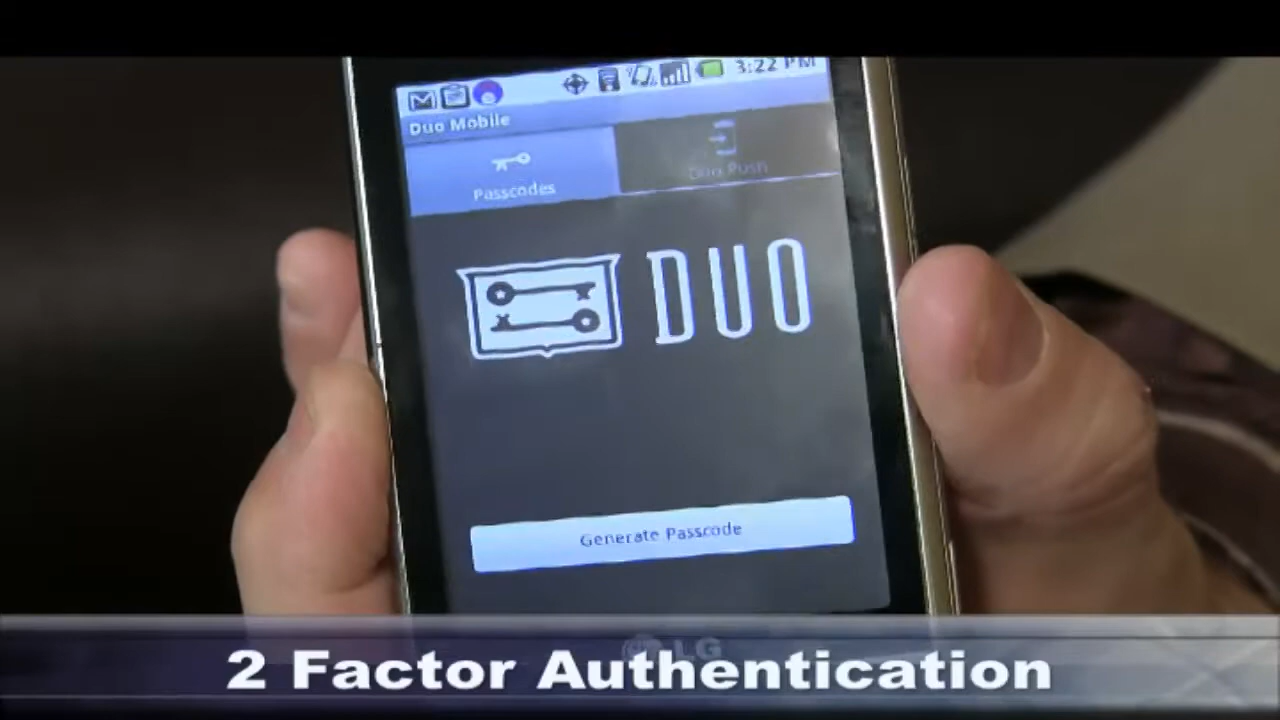 3:22 PM
Duo Mobile
Passcodes
Duo Push
DUO
Generate Passcode
LG
2 Factor Authentication